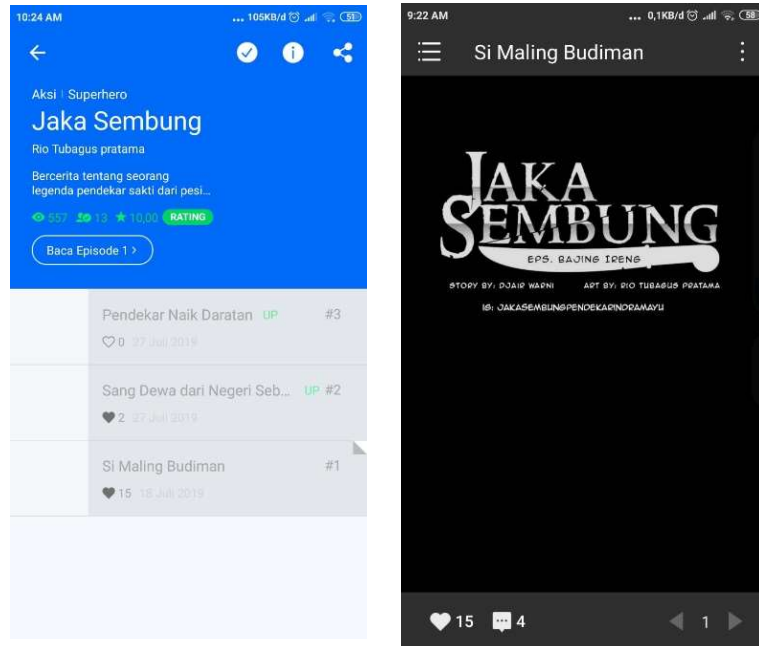 10:24 AM
... 105KB/d 59
Aksi | Superhero
Jaka Sembung
Rio Tubagus pratama
Bercerita tentang seorang
legenda pendekar sakti dari pesi...
557 13 10,00 RATING
Baca Episode 1 >
Pendekar Naik Daratan UP #3
0 27 Juli 2019
Sang Dewa dari Negeri Seb... UP #2
2 27 Juli 2019
Si Maling Budiman #1
15 18 Juli 2019
9:22 AM
... 0,1KB/d 58
Si Maling Budiman
JAKA
SEMBUNG
EPS. BAJING IRENG
STORY BY: DJAIR WARNI ART BY: RIO TUBAGUS PRATAMA
IG: JAKASEMBUNGPENDEKARINDRAMAYU
15 4 1